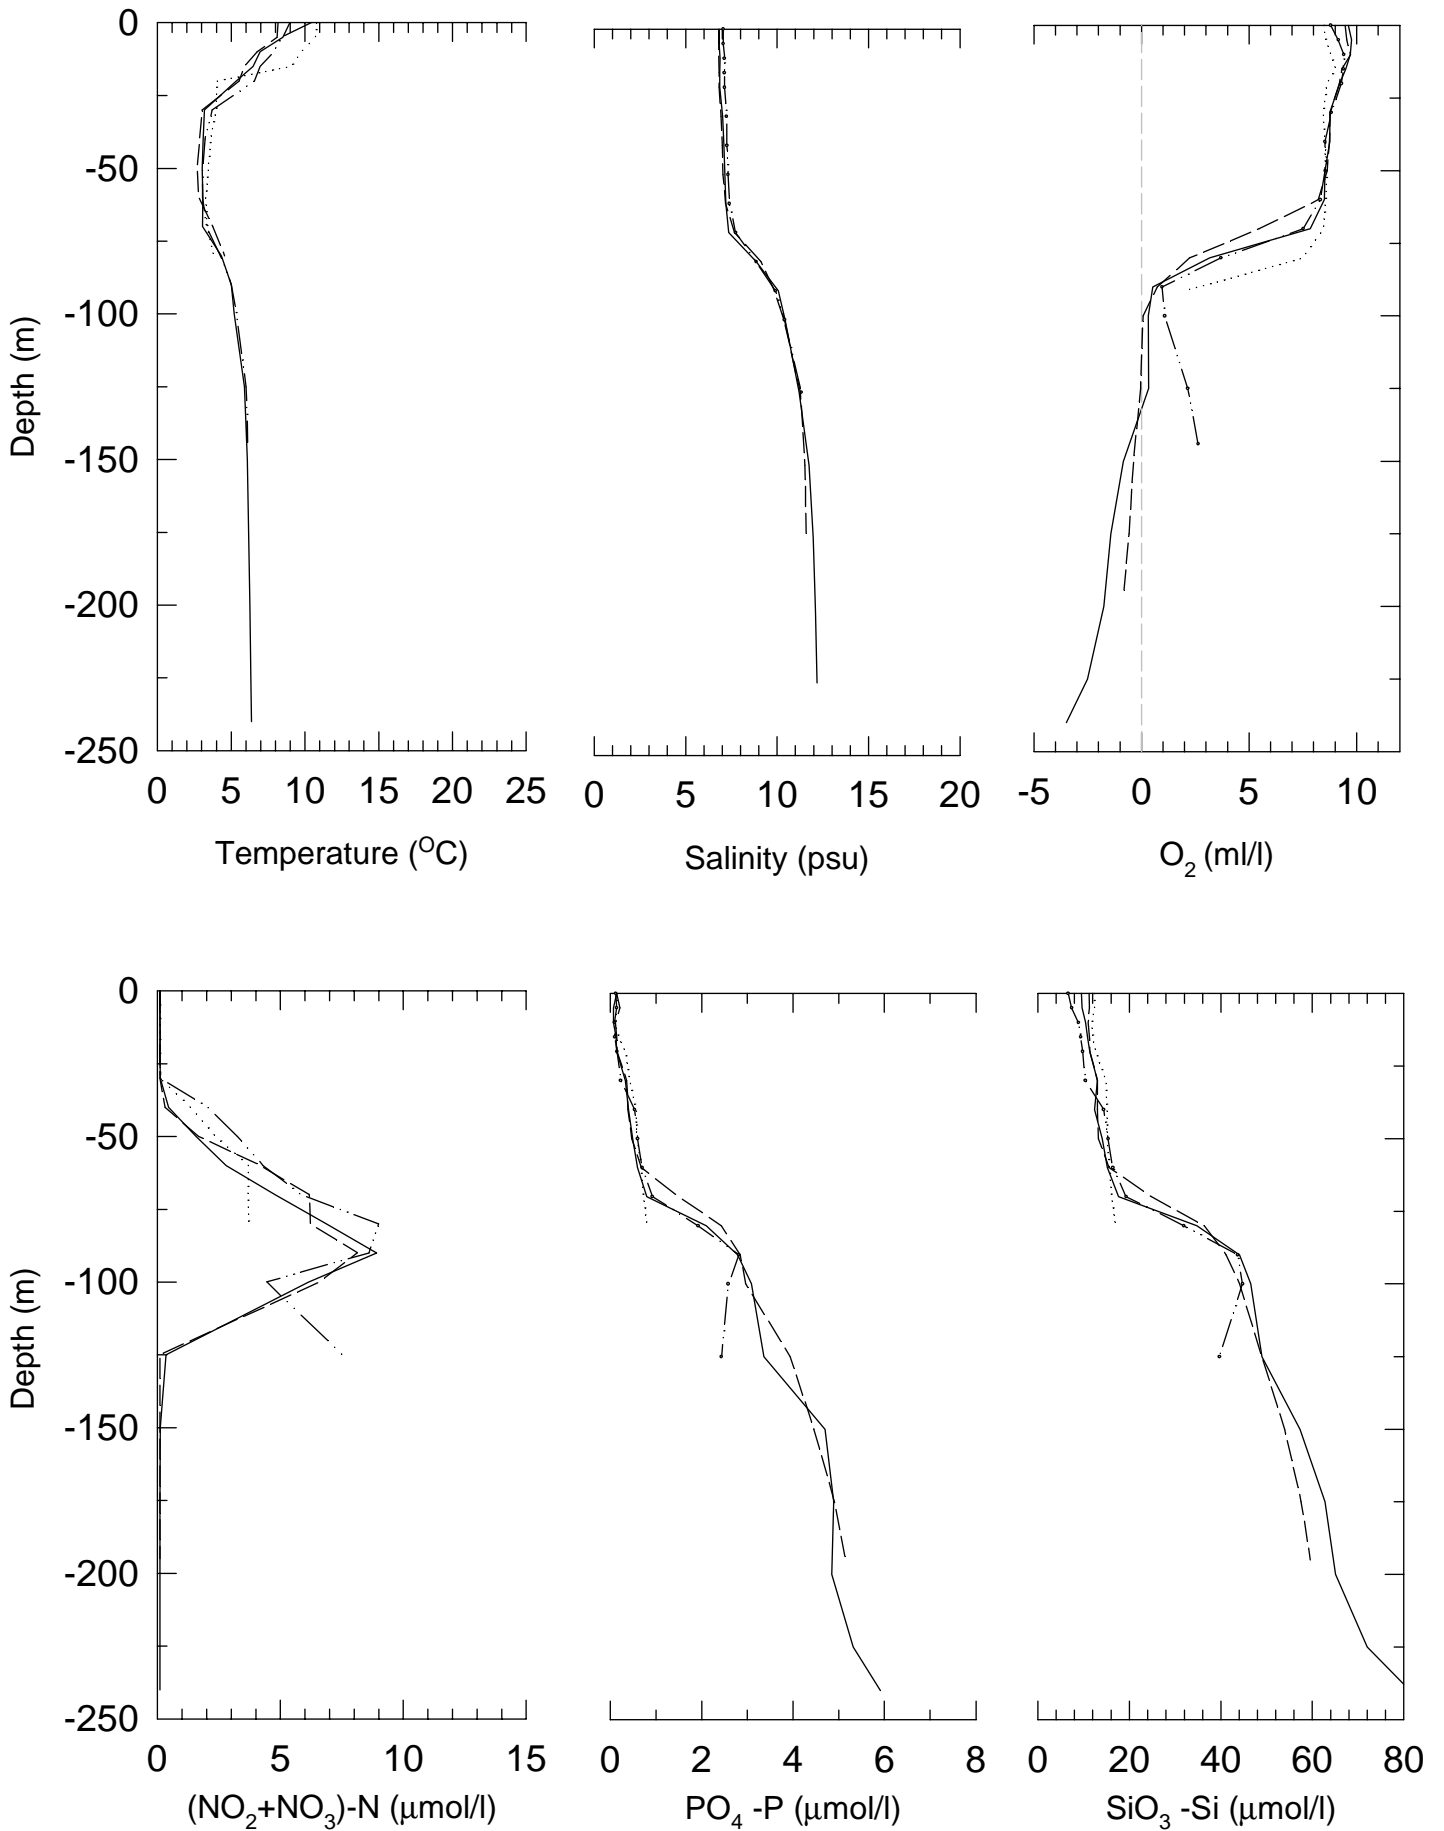 0
-50
-100
-150
-200
-250
Depth (m)
0 5 10 15 20 25
Temperature (ᴼC)
0 5 10 15 20
Salinity (psu)
-5 0 5 10
O₂ (ml/l)
0
-50
-100
-150
-200
-250
Depth (m)
0 5 10 15
(NO₂+NO₃)-N (μmol/l)
0 2 4 6 8
PO₄ -P (μmol/l)
0 20 40 60 80
SiO₃ -Si (μmol/l)